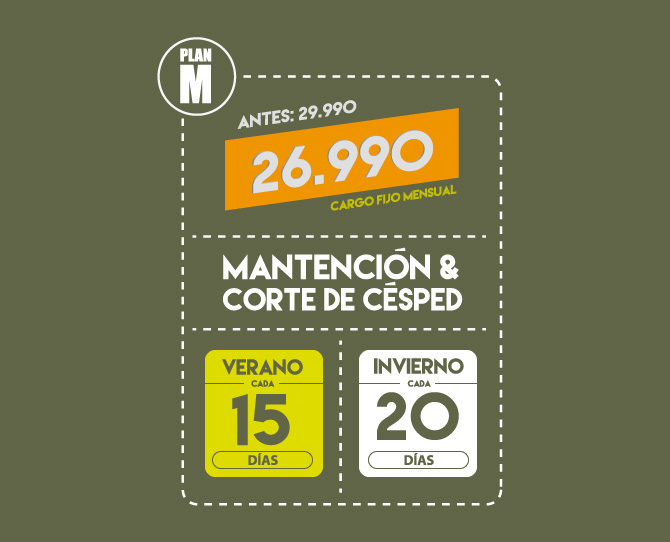 PLAN
M
ANTES: 29.990
26.990
CARGO FIJO MENSUAL
MANTENCIÓN &
CORTE DE CÉSPED
VERANO
CADA
15
DÍAS
INVIERNO
CADA
20
DÍAS